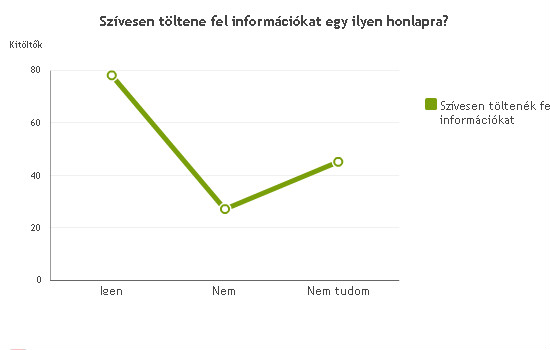 Szívesen töltene fel információkat egy ilyen honlapra?
Kitöltők
80
60
40
20
0
Igen
Nem
Nem tudom
Szívesen töltenék fe
információkat